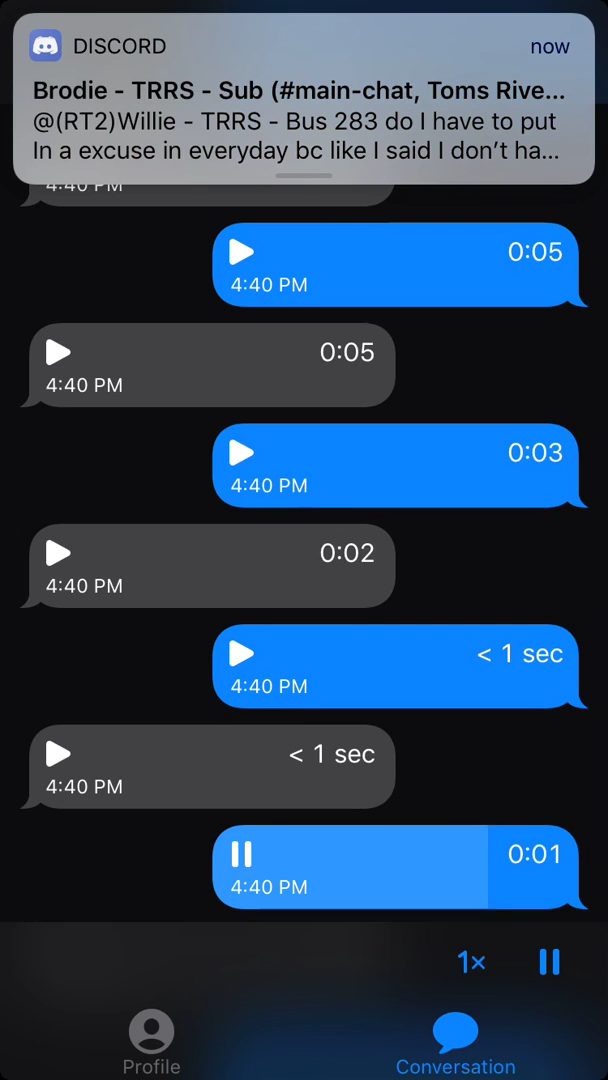 DISCORD
now
Brodie - TRRS - Sub (#main-chat, Toms Rive...
@(RT2)Willie - TRRS - Bus 283 do I have to put
In a excuse in everyday bc like I said I don’t ha...
4:40 PM
0:05
4:40 PM
0:05
4:40 PM
0:03
4:40 PM
0:02
4:40 PM
< 1 sec
4:40 PM
< 1 sec
4:40 PM
0:01
4:40 PM
1×
Profile
Conversation